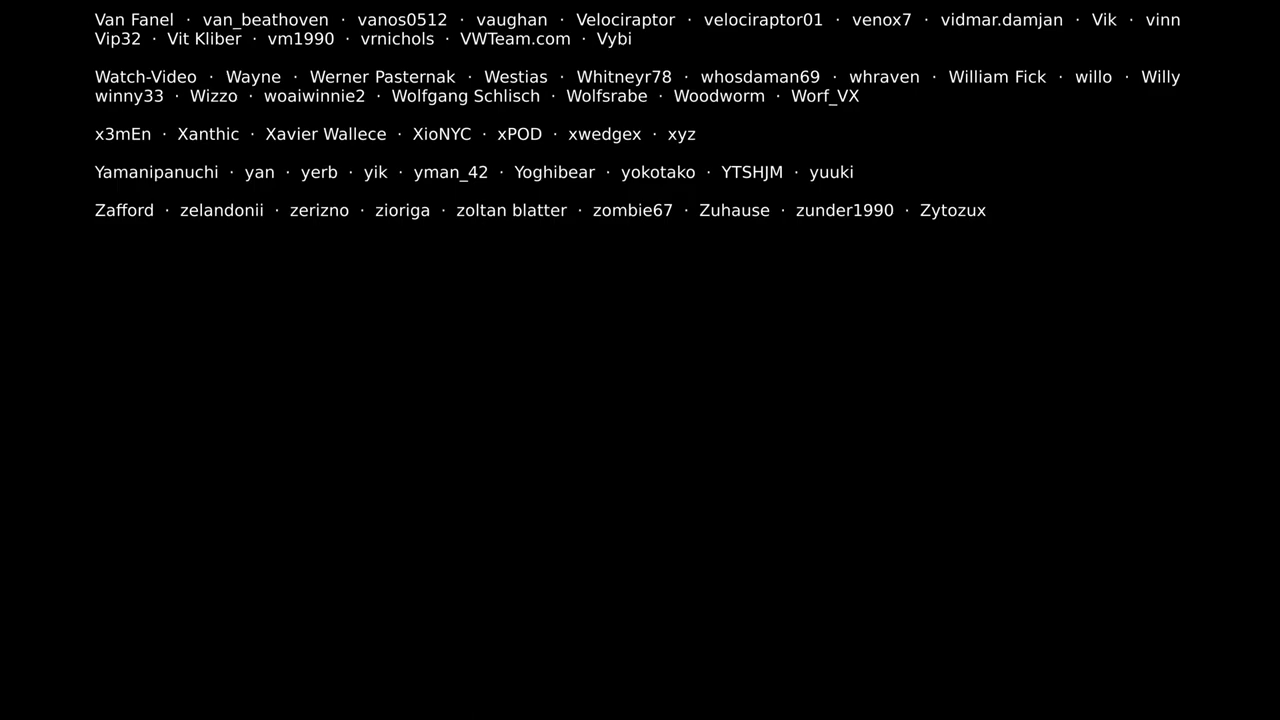 Van Fanel · van_beathoven · vanos0512 · vaughan · Velociraptor · velociraptor01 · venox7 · vidmar.damjan · Vik · vinn
Vip32 · Vit Kliber · vm1990 · vrnichols · VWTeam.com · Vybi
Watch-Video · Wayne · Werner Pasternak · Westias · Whitneyr78 · whosdaman69 · whraven · William Fick · willo · Willy
winny33 · Wizzo · woaiwinnie2 · Wolfgang Schlisch · Wolfsrabe · Woodworm · Worf_VX
x3mEn · Xanthic · Xavier Wallece · XioNYC · xPOD · xwedgex · xyz
Yamanipanuchi · yan · yerb · yik · yman_42 · Yoghibear · yokotako · YTSHJM · yuuki
Zafford · zelandonii · zerizno · zioriga · zoltan blatter · zombie67 · Zuhause · zunder1990 · Zytozux